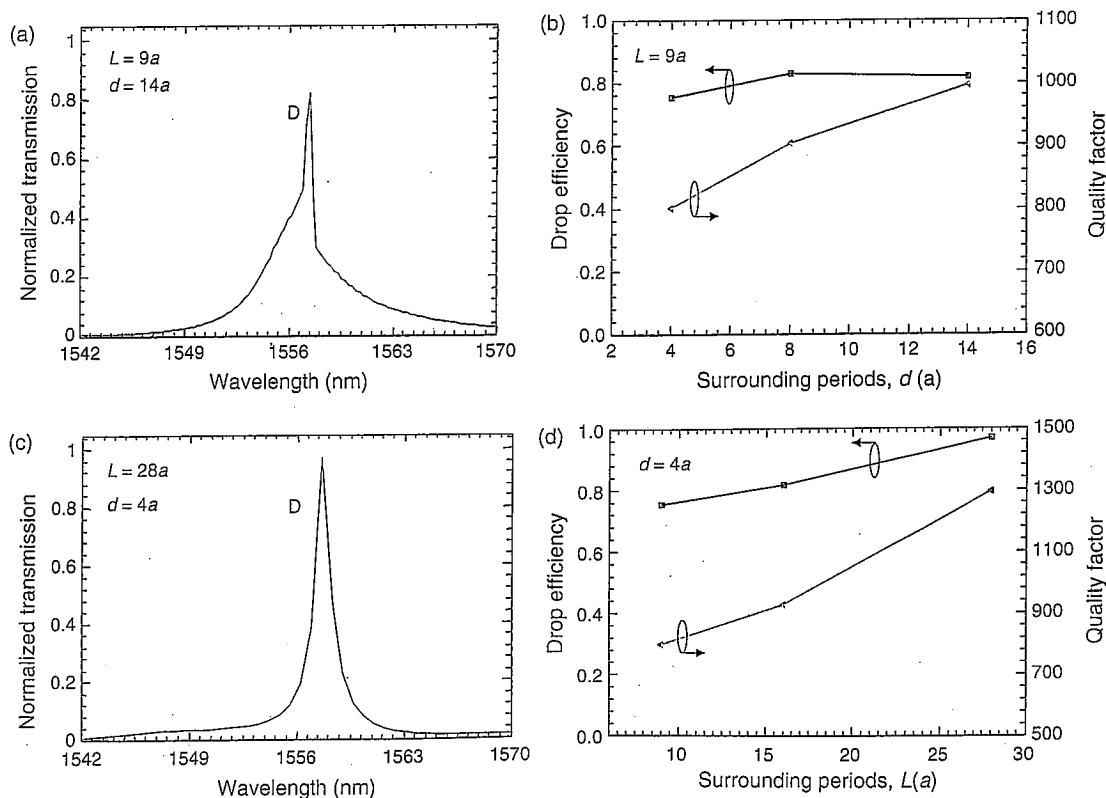 (a)
L = 9a
d = 14a
D
Normalized transmission
1
0.8
0.6
0.4
0.2
0
1542
1549
1556
1563
1570
Wavelength (nm)
(b)
L = 9a
Drop efficiency
1.0
0.8
0.6
0.4
0.2
0.0
2
4
6
8
10
12
14
16
Surrounding periods, d (a)
1100
1000
900
800
700
600
Quality factor
(c)
L = 28a
d = 4a
D
Normalized transmission
1
0.8
0.6
0.4
0.2
0
1542
1549
1556
1563
1570
Wavelength (nm)
(d)
d = 4a
Drop efficiency
1.0
0.8
0.6
0.4
0.2
0.0
10
15
20
25
30
Surrounding periods, L(a)
1500
1300
1100
900
700
500
Quality factor